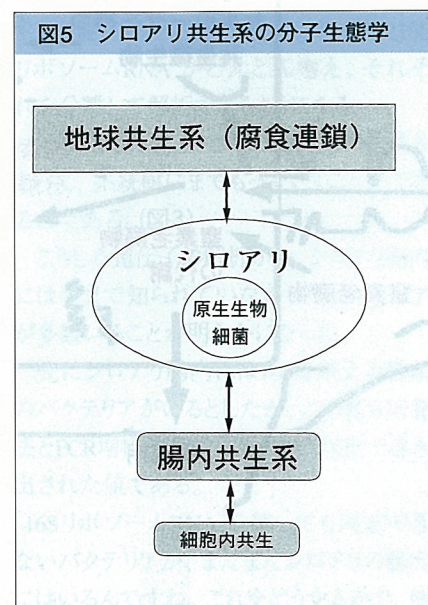 図5 シロアリ共生系の分子生態学
地球共生系（腐食連鎖）
シロアリ
原生生物
細菌
腸内共生系
細胞内共生